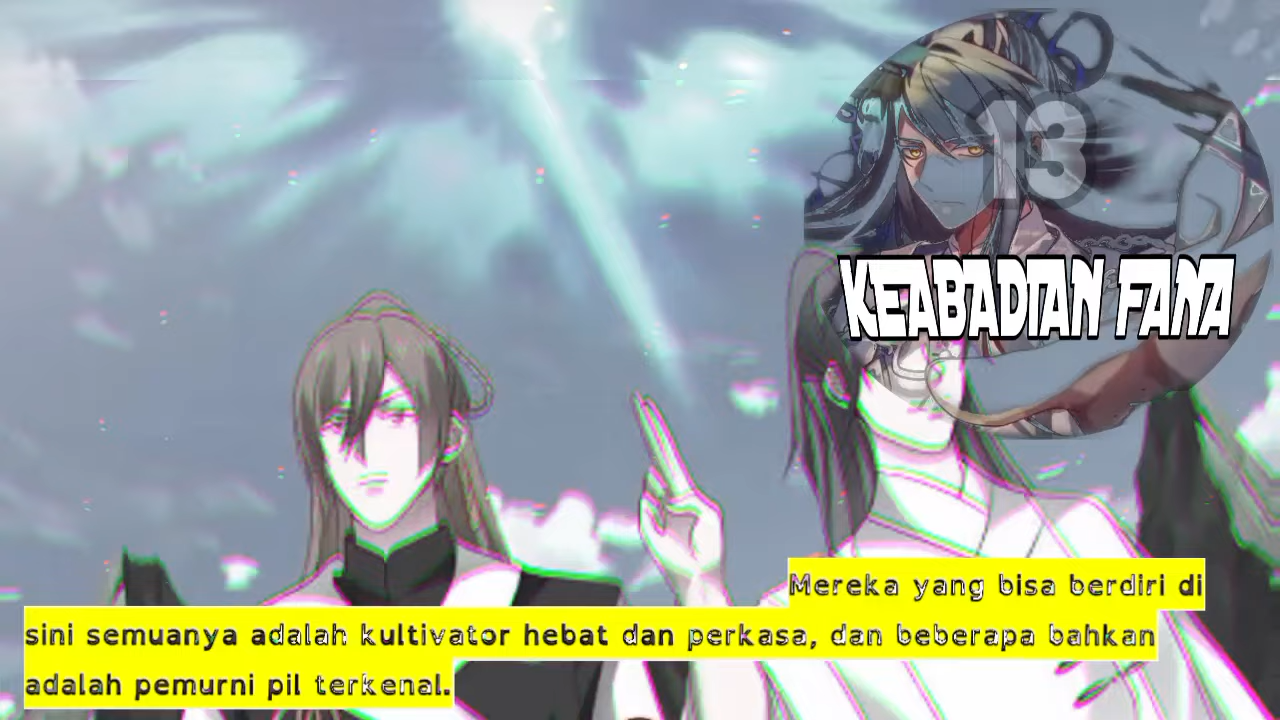 13
KEABADIAN FANA
Mereka yang bisa berdiri di
sini semuanya adalah kultivator hebat dan perkasa, dan beberapa bahkan
adalah pemurni pil terkenal.